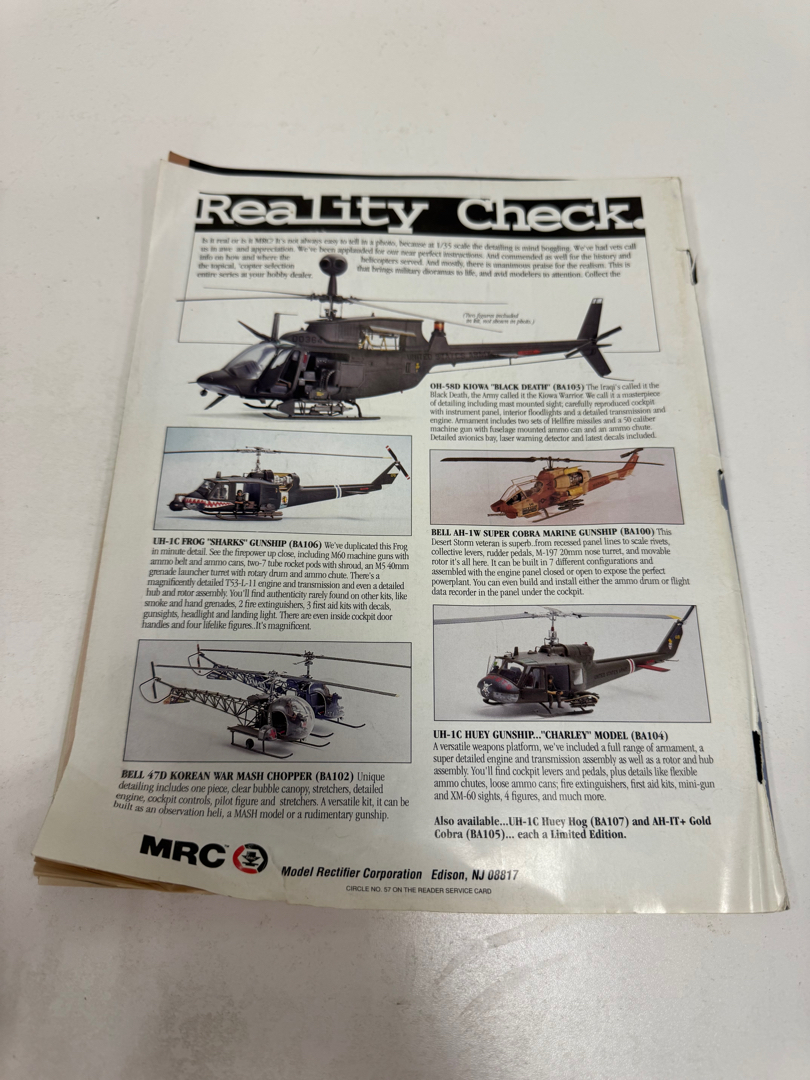 Reality Check.
Is it real or is it MRC? It's not always easy to tell in a photo, because at 1/35 scale the detailing is mind boggling. We've had vets call
us in awe and appreciation. We've been applauded for our near perfect instructions. And commended as well for the history and
info on how and where the
helicopters served. And mostly, there is unanimous praise for the realism. This is
the topical, 'copter selection
that brings military dioramas to life, and avid modelers to attention. Collect the
entire series at your hobby dealer.
(Two figures included
in kit, not shown in photo.)
OH-58D KIOWA "BLACK DEATH" (BA103) The Iraqi's called it the
Black Death, the Army called it the Kiowa Warrior. We call it a masterpiece
of detailing including mast mounted sight; carefully reproduced cockpit
with instrument panel, interior floodlights and a detailed transmission and
engine. Armament includes two sets of Hellfire missiles and a 50 caliber
machine gun with fuselage mounted ammo can and an ammo chute.
Detailed avionics bay, laser warning detector and latest decals included.
UH-1C FROG "SHARKS" GUNSHIP (BA106) We've duplicated this Frog
in minute detail. See the firepower up close, including M60 machine guns with
ammo belt and ammo cans, two-7 tube rocket pods with shroud, an M5 40mm
grenade launcher turret with rotary drum and ammo chute. There's a
magnificently detailed T53-L-11 engine and transmission and even a detailed
hub and rotor assembly. You'll find authenticity rarely found on other kits, like
smoke and hand grenades, 2 fire extinguishers, 3 first aid kits with decals,
gunsights, headlight and landing light. There are even inside cockpit door
handles and four lifelike figures..It's magnificent.
BELL AH-1W SUPER COBRA MARINE GUNSHIP (BA100) This
Desert Storm veteran is superb..from recessed panel lines to scale rivets,
collective levers, rudder pedals, M-197 20mm nose turret, and movable
rotor it's all here. It can be built in 7 different configurations and
assembled with the engine panel closed or open to expose the perfect
powerplant. You can even build and install either the ammo drum or flight
data recorder in the panel under the cockpit.
BELL 47D KOREAN WAR MASH CHOPPER (BA102) Unique
detailing includes one piece, clear bubble canopy, stretchers, detailed
engine, cockpit controls, pilot figure and stretchers. A versatile kit, it can be
built as an observation heli, a MASH model or a rudimentary gunship.
UH-1C HUEY GUNSHIP..."CHARLEY" MODEL (BA104)
A versatile weapons platform, we've included a full range of armament, a
super detailed engine and transmission assembly as well as a rotor and hub
assembly. You'll find cockpit levers and pedals, plus details like flexible
ammo chutes, loose ammo cans; fire extinguishers, first aid kits, mini-gun
and XM-60 sights, 4 figures, and much more.
Also available...UH-1C Huey Hog (BA107) and AH-IT+ Gold
Cobra (BA105)... each a Limited Edition.
MRC™
Model Rectifier Corporation Edison, NJ 08817
CIRCLE NO. 57 ON THE READER SERVICE CARD